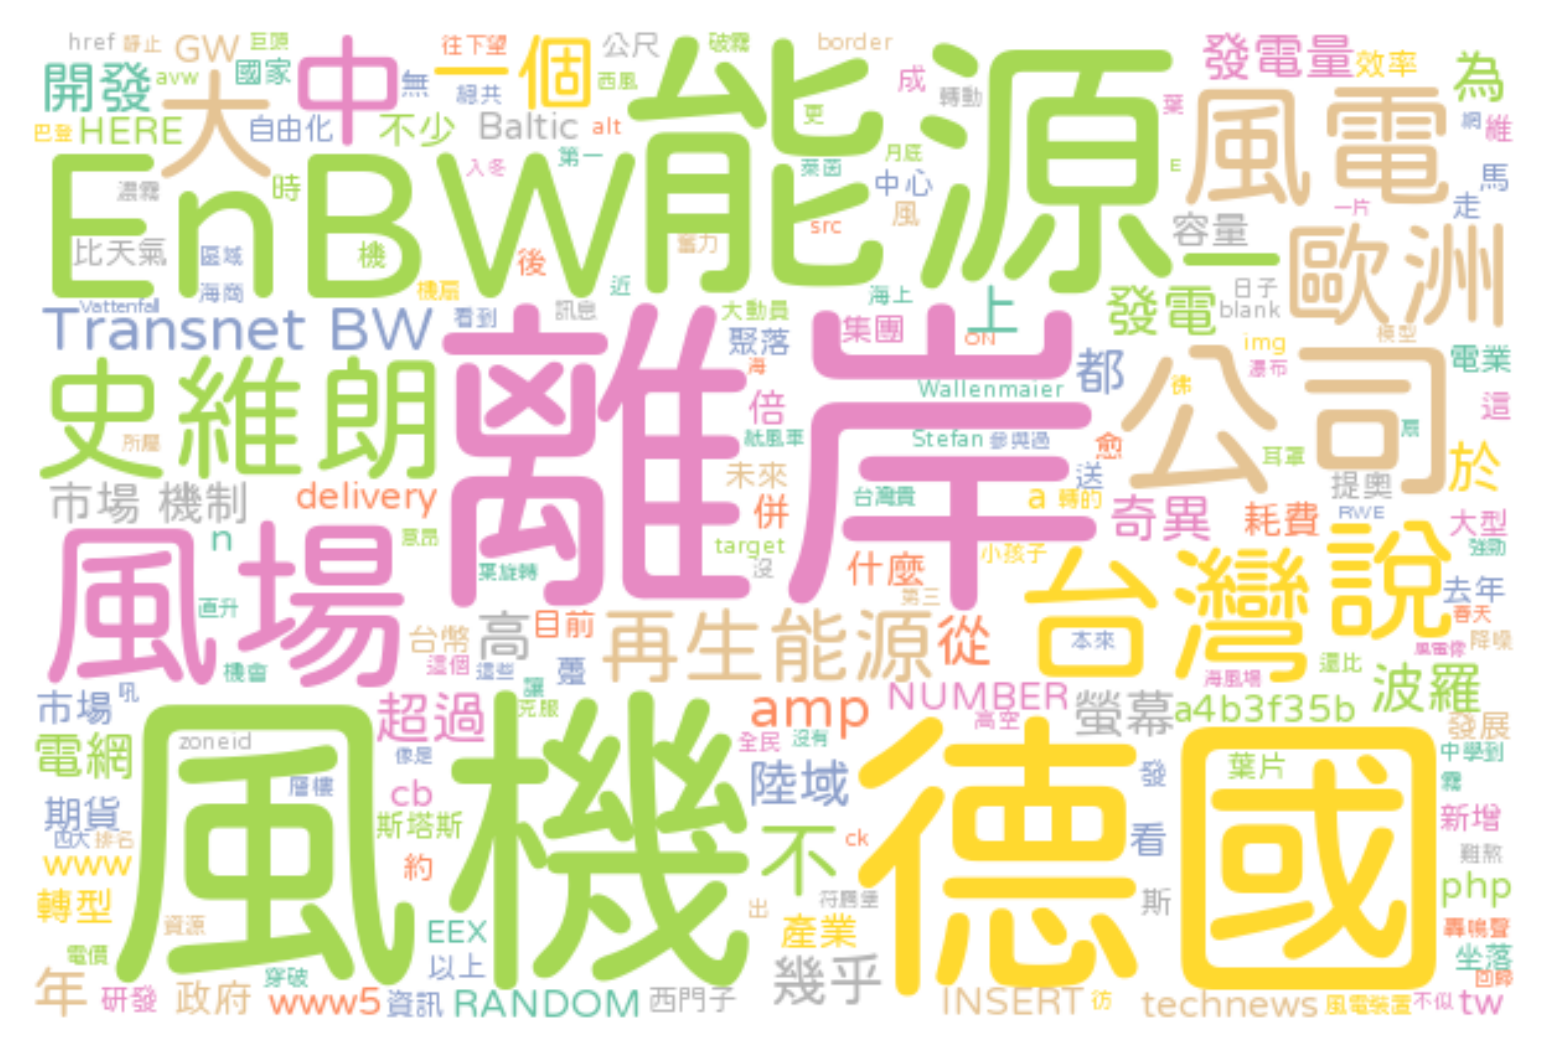 href 靜止 GW 巨頭 往下望 一個 公尺 破霧 border 發電量 效率 為
開發 avw 大 國家 中 無 總共 西風 能源 成 轉動 葉 風電 網 維
巴登 HERE 自由化 不少 Baltic alt 更
入冬 第一 萊茵 月底 E 馬
EnBW 濃霧 時 中心 一片 走
比天氣 區域 機 後 奮力 src 風 容量 一 歐洲
海商 機扇 近 海上 發電 日子 blank
Vattenfall 訊息 大動員 上
Transnet BW 看到 聚落 集團 ON img 模型 電業
史維朗 離岸 海 Wallenmaier 都 瀑布 公司 這
所屬 倍 紙風車 Stefan 參與過 愈 彿 扇
市場 機制 delivery 未來 台灣貴 送 a 轉的 耳罩 提奧 於
n 意昂 併 奇異 耗費 RWE 大型
風場 target 沒 什麼 小孩子 台灣 說 強勁
葉旋轉 第三 去年
直升 台幣 高 目前 再生能源 從 本來 春天
機會 這個 這些 躉 海風場 還比 風電像 降噪
市場 吼 超過 讓 克服 amp NUMBER 高空 螢幕 a4b3f35b 波羅
電網 zoneid 像是 全民 沒有 發展
風機 層樓 cb 陸域 德國 發 葉片 中學到
期貨 斯塔斯 霧
四大 排名 約 不 ck 看 新增
www 難熬
轉型 符騰堡 斯 php
資源 EEX 出 產業 轟鳴聲
電價 以上 幾乎 坐落
年 研發 政府 穿破 www5 資訊 RANDOM 西門子 INSERT 彷 technews 風電裝置 不似 回歸 tw